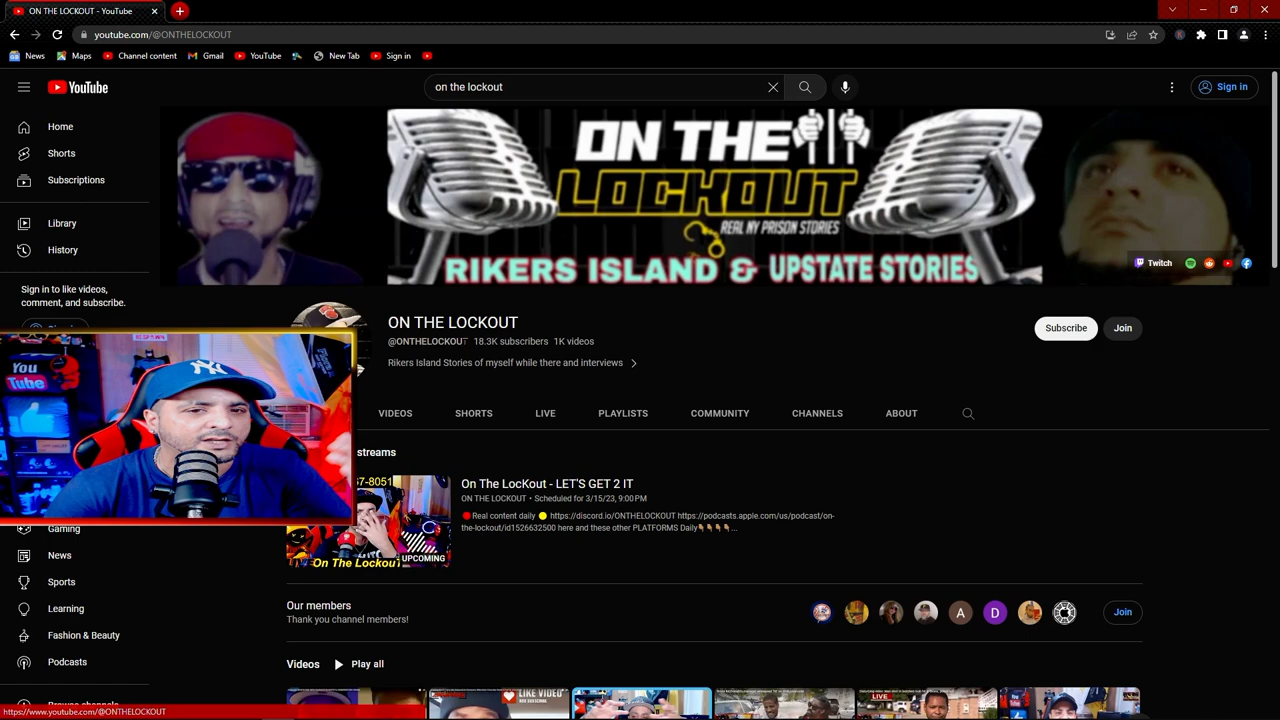 ON THE LOCKOUT - YouTube
youtube.com/@ONTHELOCKOUT
News
Maps
Channel content
Gmail
YouTube
New Tab
Sign in
YouTube
on the lockout
Sign in
Home
Shorts
Subscriptions
Library
History
Sign in to like videos,
comment, and subscribe.
ON THE
LOCKOUT
REAL NY PRISON STORIES
RIKERS ISLAND & UPSTATE STORIES
Twitch
ON THE LOCKOUT
@ONTHELOCKOUT 18.3K subscribers 1K videos
Rikers Island Stories of myself while there and interviews
Subscribe
Join
VIDEOS
SHORTS
LIVE
PLAYLISTS
COMMUNITY
CHANNELS
ABOUT
You
Tube
streams
7-8051
UPCOMING
On The Lockout
On The LocKout - LET'S GET 2 IT
ON THE LOCKOUT • Scheduled for 3/15/23, 9:00 PM
Real content daily https://discord.io/ONTHELOCKOUT https://podcasts.apple.com/us/podcast/on-
the-lockout/id1526632500 here and these other PLATFORMS Daily...
Gaming
News
Sports
Learning
Fashion & Beauty
Podcasts
Our members
Thank you channel members!
A
D
Join
Videos
Play all
LIKE VIDEO
LIVE
https://www.youtube.com/@ONTHELOCKOUT